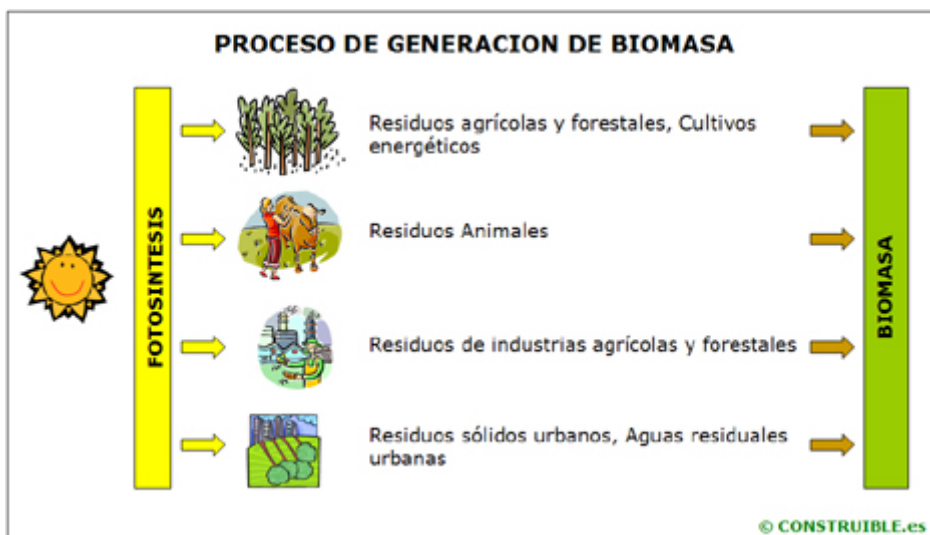 PROCESO DE GENERACION DE BIOMASA
FOTOSINTESIS
Residuos agrícolas y forestales, Cultivos
energéticos
Residuos Animales
Residuos de industrias agrícolas y forestales
Residuos sólidos urbanos, Aguas residuales
urbanas
BIOMASA
© CONSTRUIBLE.es